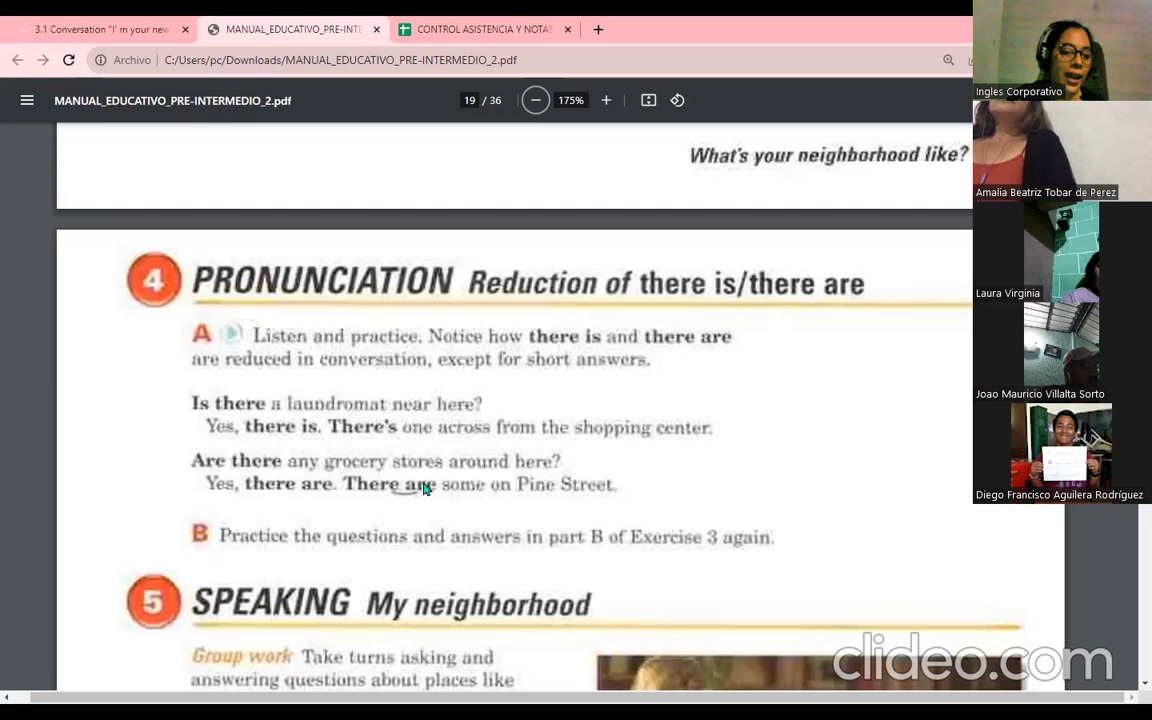 3.1 Conversation "I' m your new
MANUAL_EDUCATIVO_PRE-INTE
CONTROL ASISTENCIA Y NOTAS
Archivo
C:/Users/pc/Downloads/MANUAL_EDUCATIVO_PRE-INTERMEDIO_2.pdf
MANUAL_EDUCATIVO_PRE-INTERMEDIO_2.pdf
19 / 36
175%
What's your neighborhood like?
4 PRONUNCIATION Reduction of there is/there are
A Listen and practice. Notice how there is and there are
are reduced in conversation, except for short answers.
Is there a laundromat near here?
Yes, there is. There's one across from the shopping center.
Are there any grocery stores around here?
Yes, there are. There are some on Pine Street.
B Practice the questions and answers in part B of Exercise 3 again.
5 SPEAKING My neighborhood
Group work Take turns asking and
answering questions about places like
Ingles Corporativo
Amalia Beatriz Tobar de Perez
Laura Virginia
Joao Mauricio Villalta Sorto
Diego Francisco Aguilera Rodríguez
clideo.com